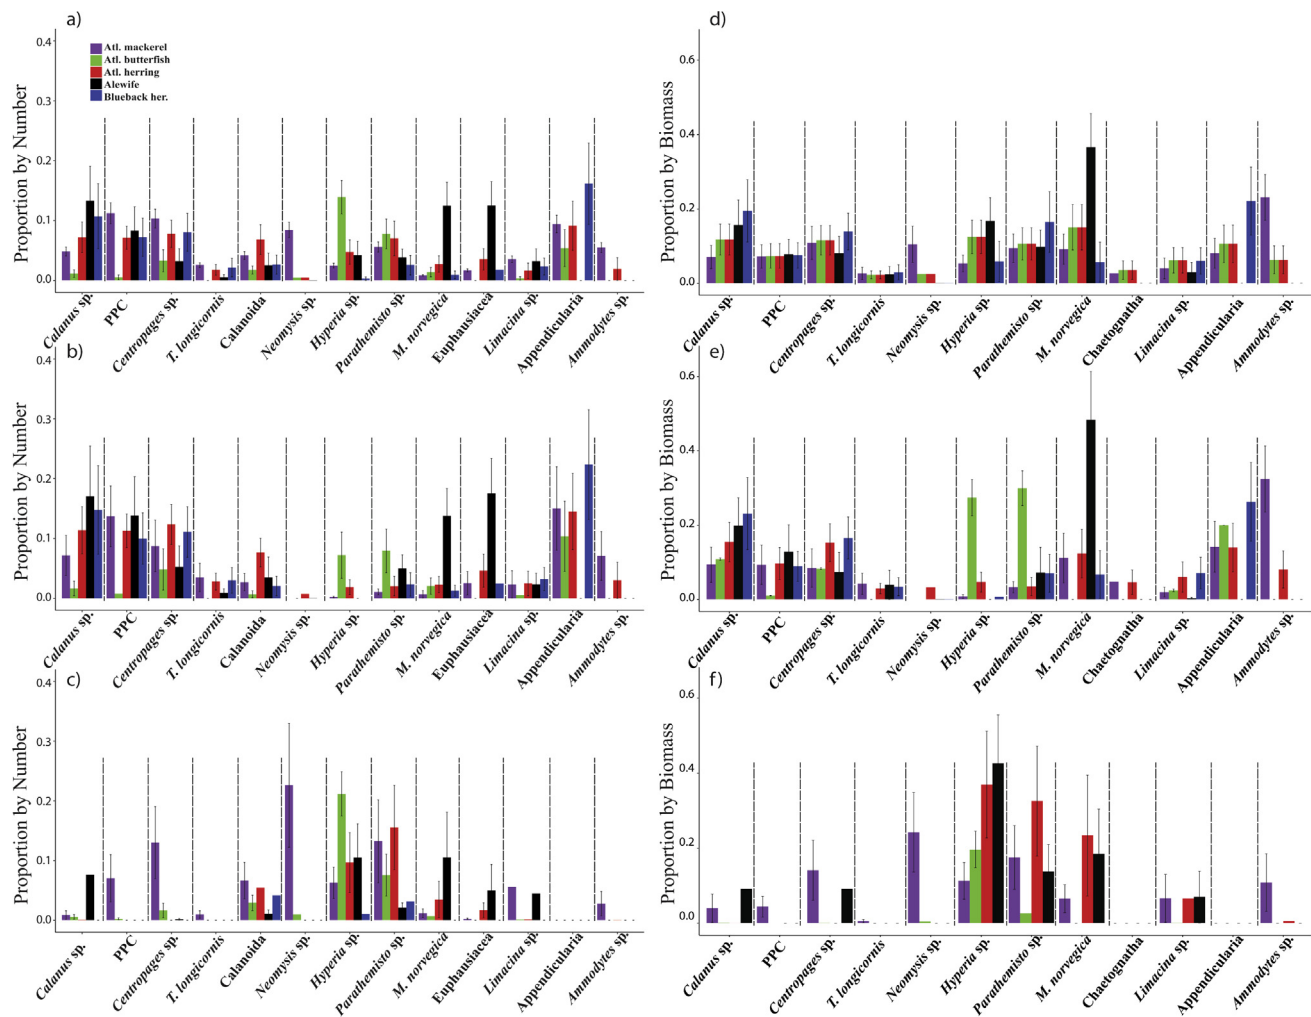 a)
Proportion by Number
0.4
0.3
0.2
0.1
0.0
Atl. mackerel
Atl. butterfish
Atl. herring
Alewife
Blueback her.
Calanus sp.
PPC
Centropages sp.
T. longicornis
Calanoida
Neomysis sp.
Hyperia sp.
Parathemisto sp.
M. norvegica
Euphausiacea
Limacina sp.
Appendicularia
Ammodytes sp.
d)
Proportion by Biomass
0.6
0.4
0.2
0.0
Calanus sp.
PPC
Centropages sp.
T. longicornis
Neomysis sp.
Hyperia sp.
Parathemisto sp.
M. norvegica
Chaetognatha
Limacina sp.
Appendicularia
Ammodytes sp.
b)
Proportion by Number
0.4
0.3
0.2
0.1
0.0
Calanus sp.
PPC
Centropages sp.
T. longicornis
Calanoida
Neomysis sp.
Hyperia sp.
Parathemisto sp.
M. norvegica
Euphausiacea
Limacina sp.
Appenticularia
Ammodytes sp.
e)
Proportion by Biomass
0.6
0.4
0.2
0.0
Calanus sp.
PPC
Centropages sp.
T. longicornis
Neomysis sp.
Hyperia sp.
Parathemisto sp.
M. norvegica
Chaetognatha
Limacina sp.
Appenticularia
Ammodytes sp.
c)
Proportion by Number
0.4
0.3
0.2
0.1
0.0
Calanus sp.
PPC
Centropages sp.
T. longicornis
Calanoida
Neomysis sp.
Hyperia sp.
Parathemisto sp.
M. norvegica
Euphausiacea
Limacina sp.
Appendicularia
Ammodytes sp.
f)
Proportion by Biomass
0.6
0.4
0.2
0.0
Calanus sp.
PPC
Centropages sp.
T. longicornis
Neomysis sp.
Hyperia sp.
Parathemisto sp.
M. norvegica
Chaetognatha
Limacina sp.
Appendicularia
Ammodytes sp.